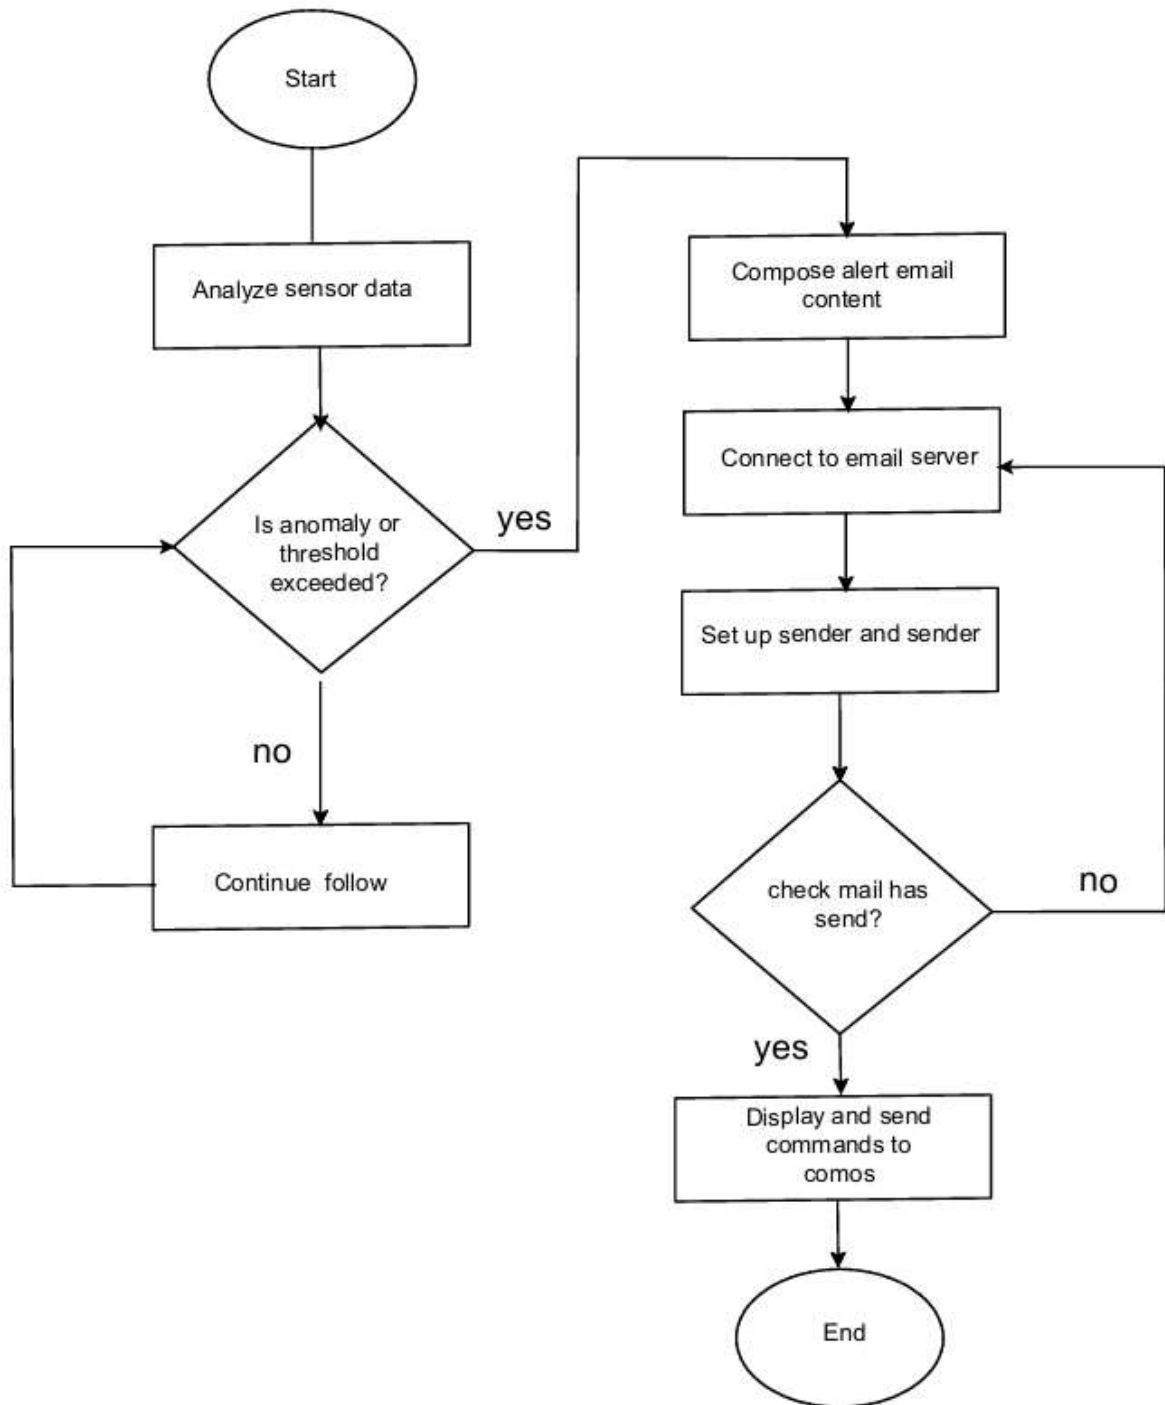 Start
Analyze sensor data
Is anomaly or
threshold
exceeded?
yes
no
Continue follow
Compose alert email
content
Connect to email server
Set up sender and sender
check mail has
send?
no
yes
Display and send
commands to
comos
End